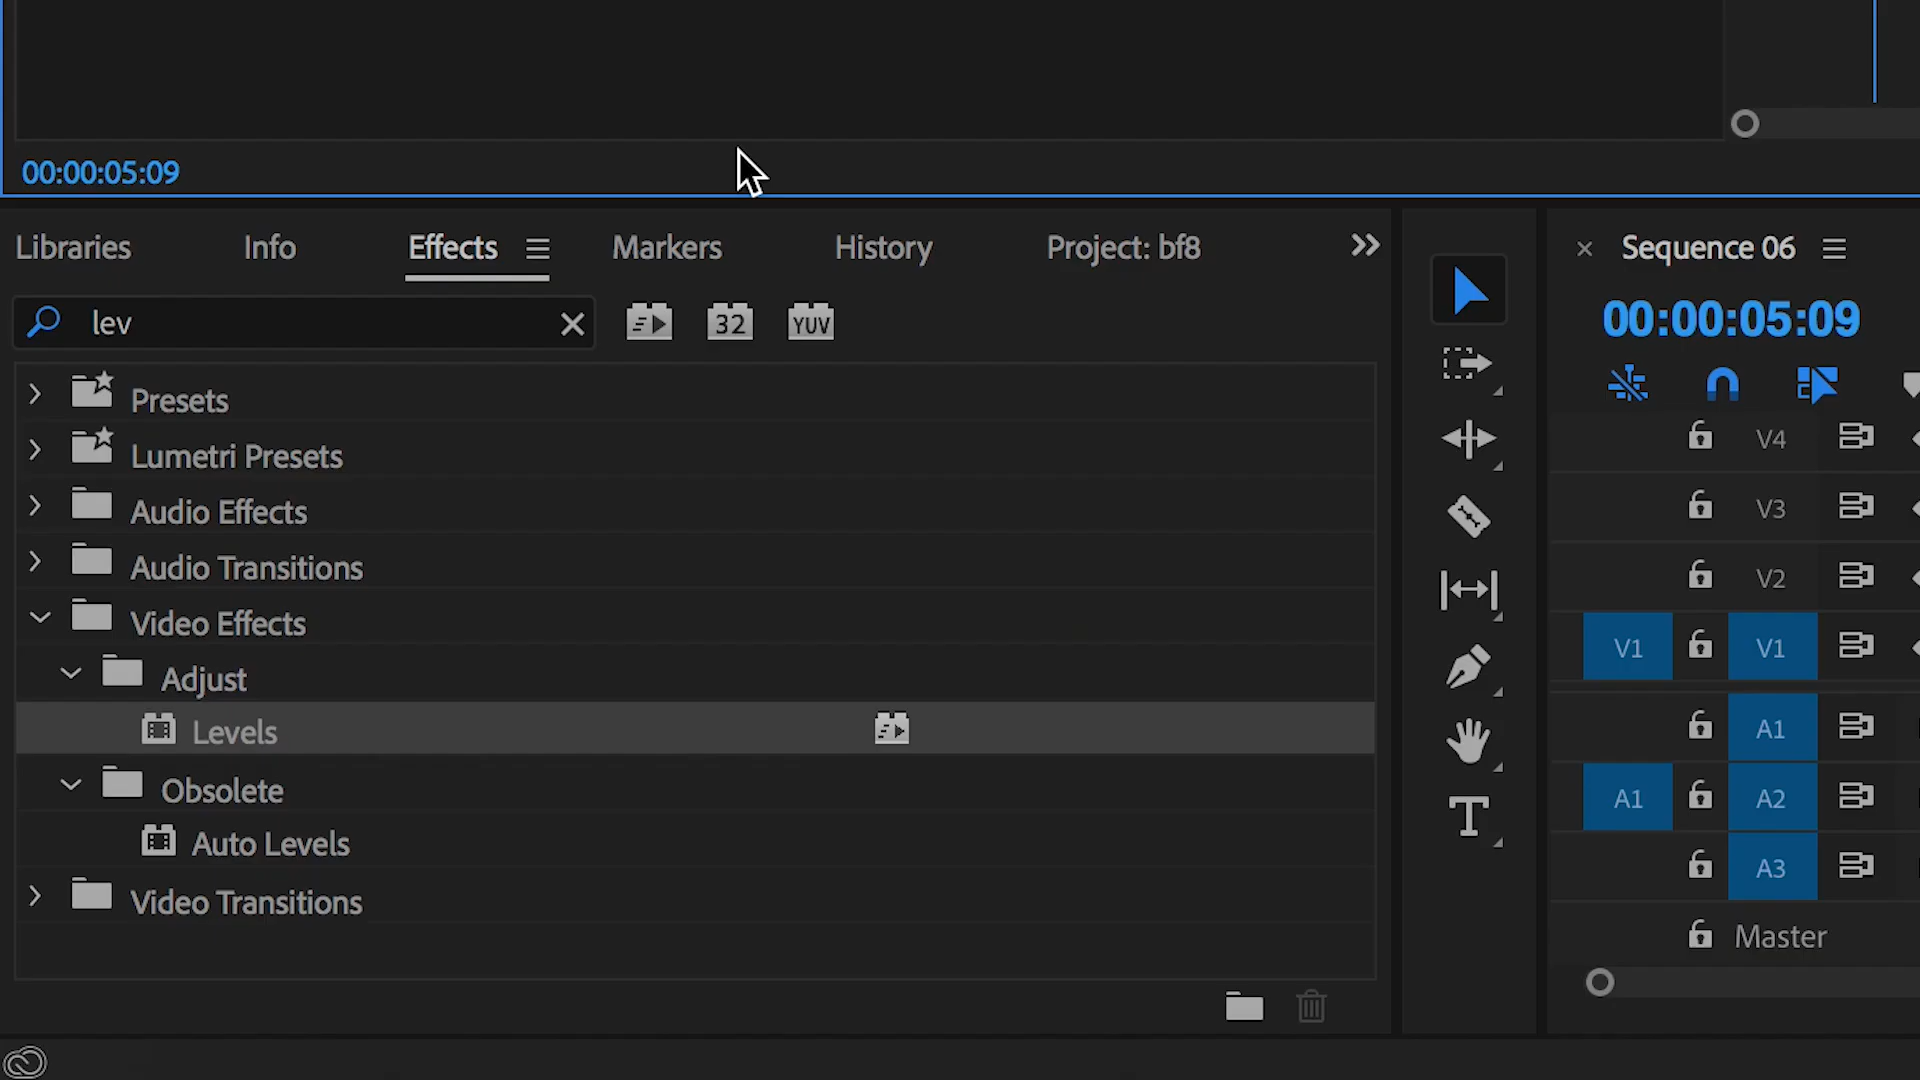 00:00:05:09
Libraries
Info
Effects
Markers
History
Project: bf8
lev
32
YUV
Presets
Lumetri Presets
Audio Effects
Audio Transitions
Video Effects
Adjust
Levels
Obsolete
Auto Levels
Video Transitions
T
× Sequence 06
00:00:05:09
V4
V3
V2
V1 V1
A1
A1 A2
A3
Master